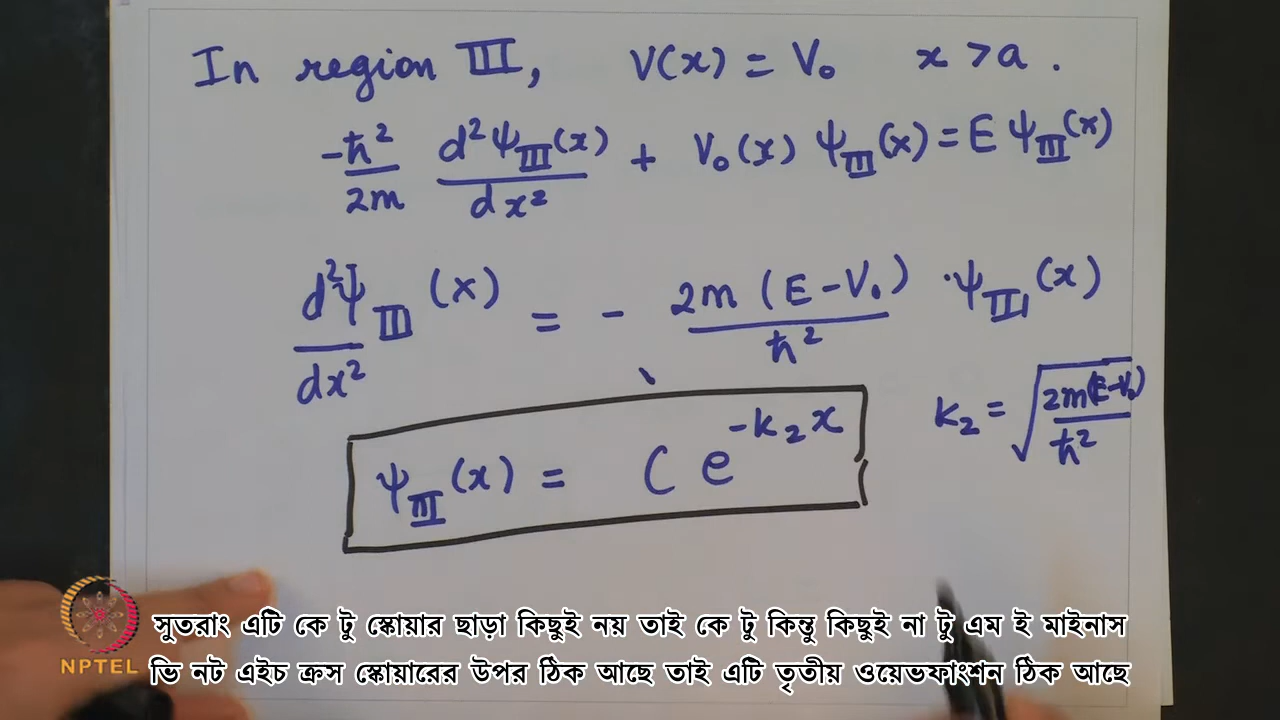 In region III, V(x) = V₀ x > a.
-ħ²/2m d²ψ_III(x)/dx² + V₀(x) ψ_III(x) = E ψ_III(x)
d²ψ_III(x)/dx² = - 2m(E-V₀)/ħ² · ψ_III(x)
k₂ = √(2m(E-V₀)/ħ²)
ψ_III(x) = C e^(-k₂x)
NPTEL
সুতরাং এটি কে টু স্কোয়ার ছাড়া কিছুই নয় তাই কে টু কিন্তু কিছুই না টু এম ই মাইনাস
ভি নট এইচ ক্রস স্কোয়ারের উপর ঠিক আছে তাই এটি তৃতীয় ওয়েভফাংশন ঠিক আছে